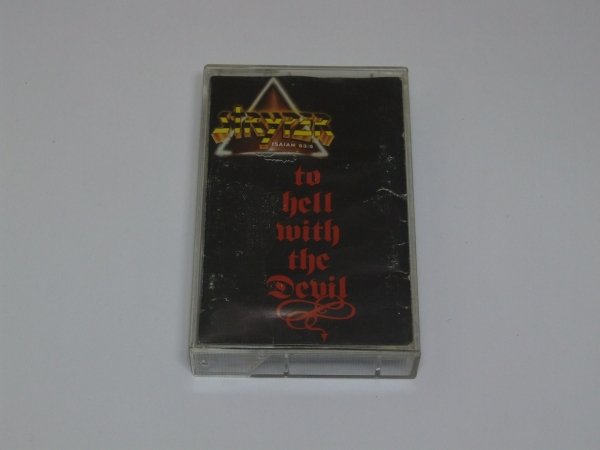 Stryper
ISAIAH 53:5
to
hell
with
the
Devil